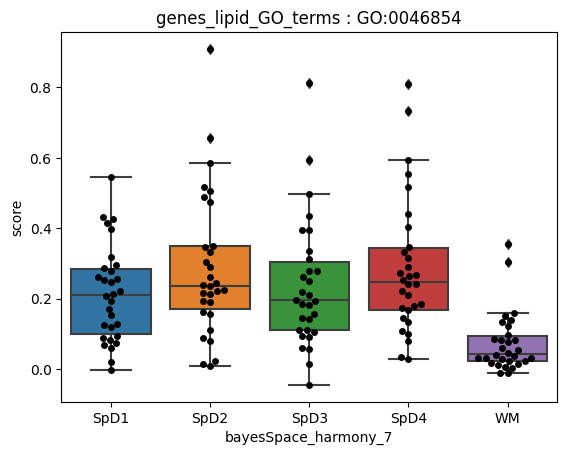 genes_lipid_GO_terms : GO:0046854
score
0.8
0.6
0.4
0.2
0.0
SpD1 SpD2 SpD3 SpD4 WM
bayesSpace_harmony_7